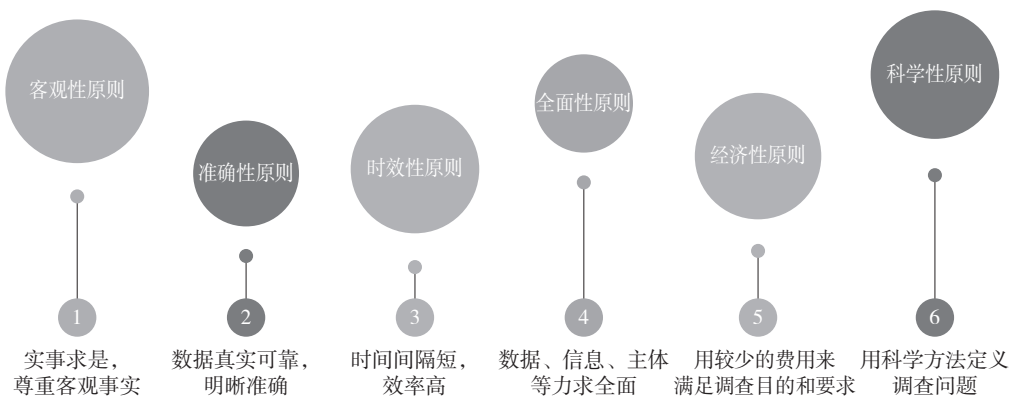 客观性原则
准确性原则
时效性原则
全面性原则
经济性原则
科学性原则
1
实事求是，
尊重客观事实
2
数据真实可靠，
明晰准确
3
时间间隔短，
效率高
4
数据、信息、主体
等力求全面
5
用较少的费用来
满足调查目的和要求
6
用科学方法定义
调查问题